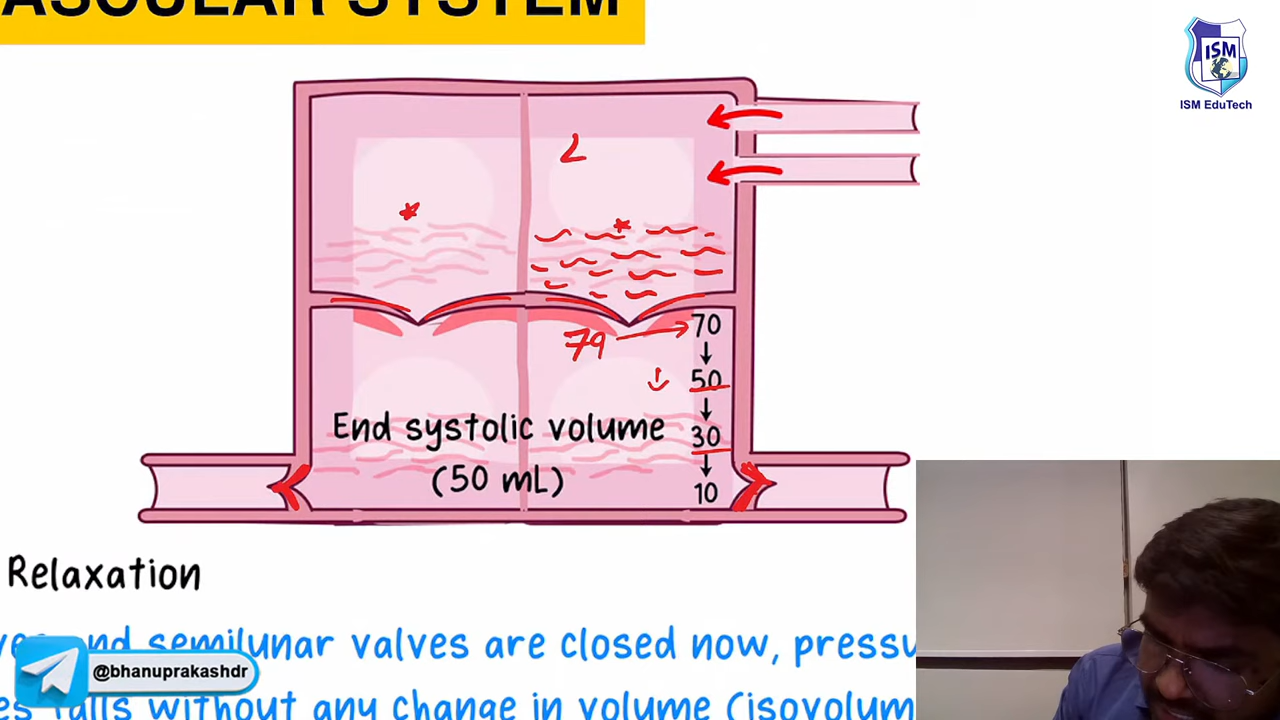 ASCULAR SYSTEM
ISM
ISM EduTech
L
79
70
50
30
10
End systolic volume
(50 mL)
Relaxation
and semilunar valves are closed now, pressu
@bhanuprakashdr
falls without any change in volume (isovolum